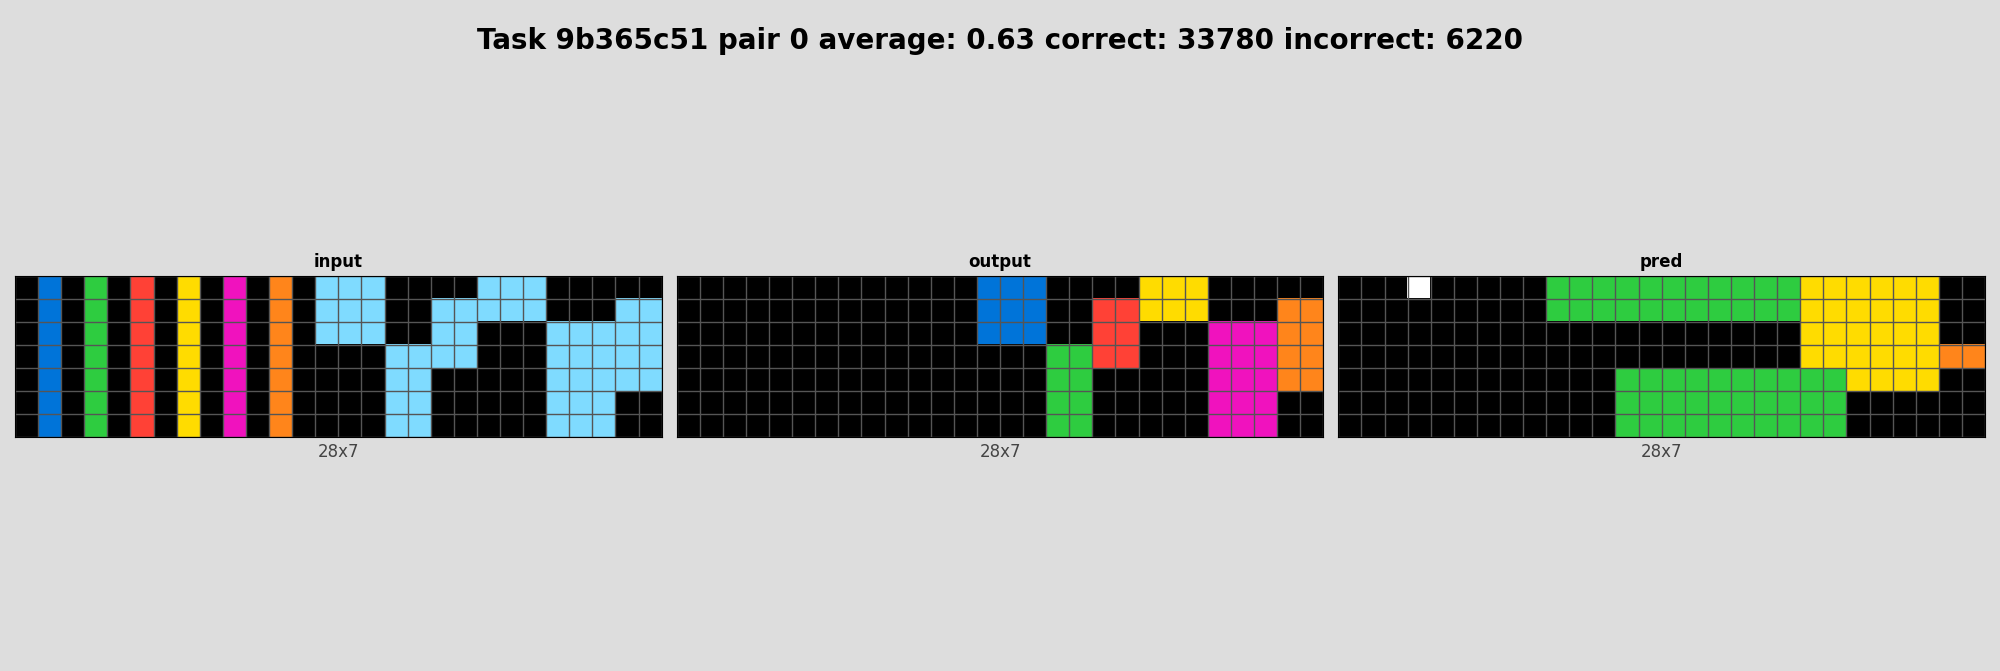 Task 9b365c51 pair 0 average: 0.63 correct: 33780 incorrect: 6220
input
output
pred
28x7
28x7
28x7